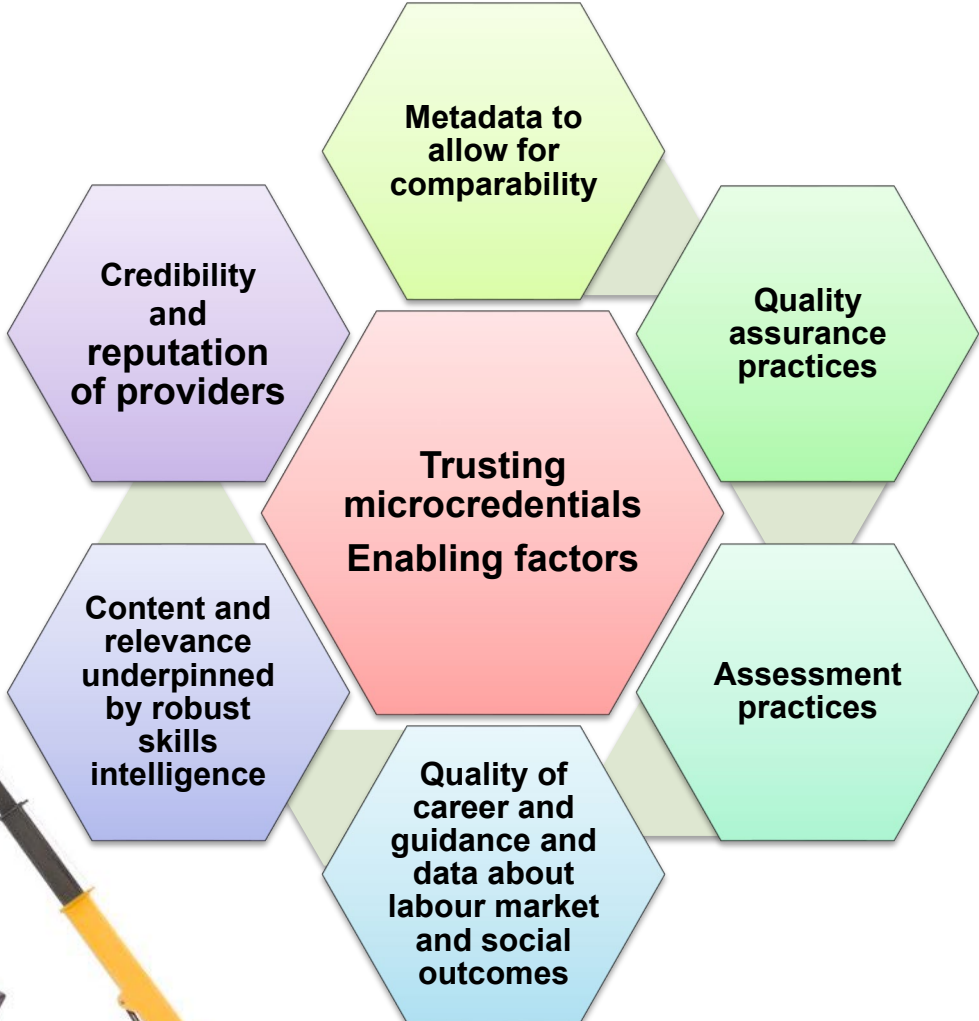 Metadata to
allow for
comparability
Credibility
and
reputation
of providers
Quality
assurance
practices
Trusting
microcredentials
Enabling factors
Content and
relevance
underpinned
by robust
skills
intelligence
Assessment
practices
Quality of
career and
guidance and
data about
labour market
and social
outcomes